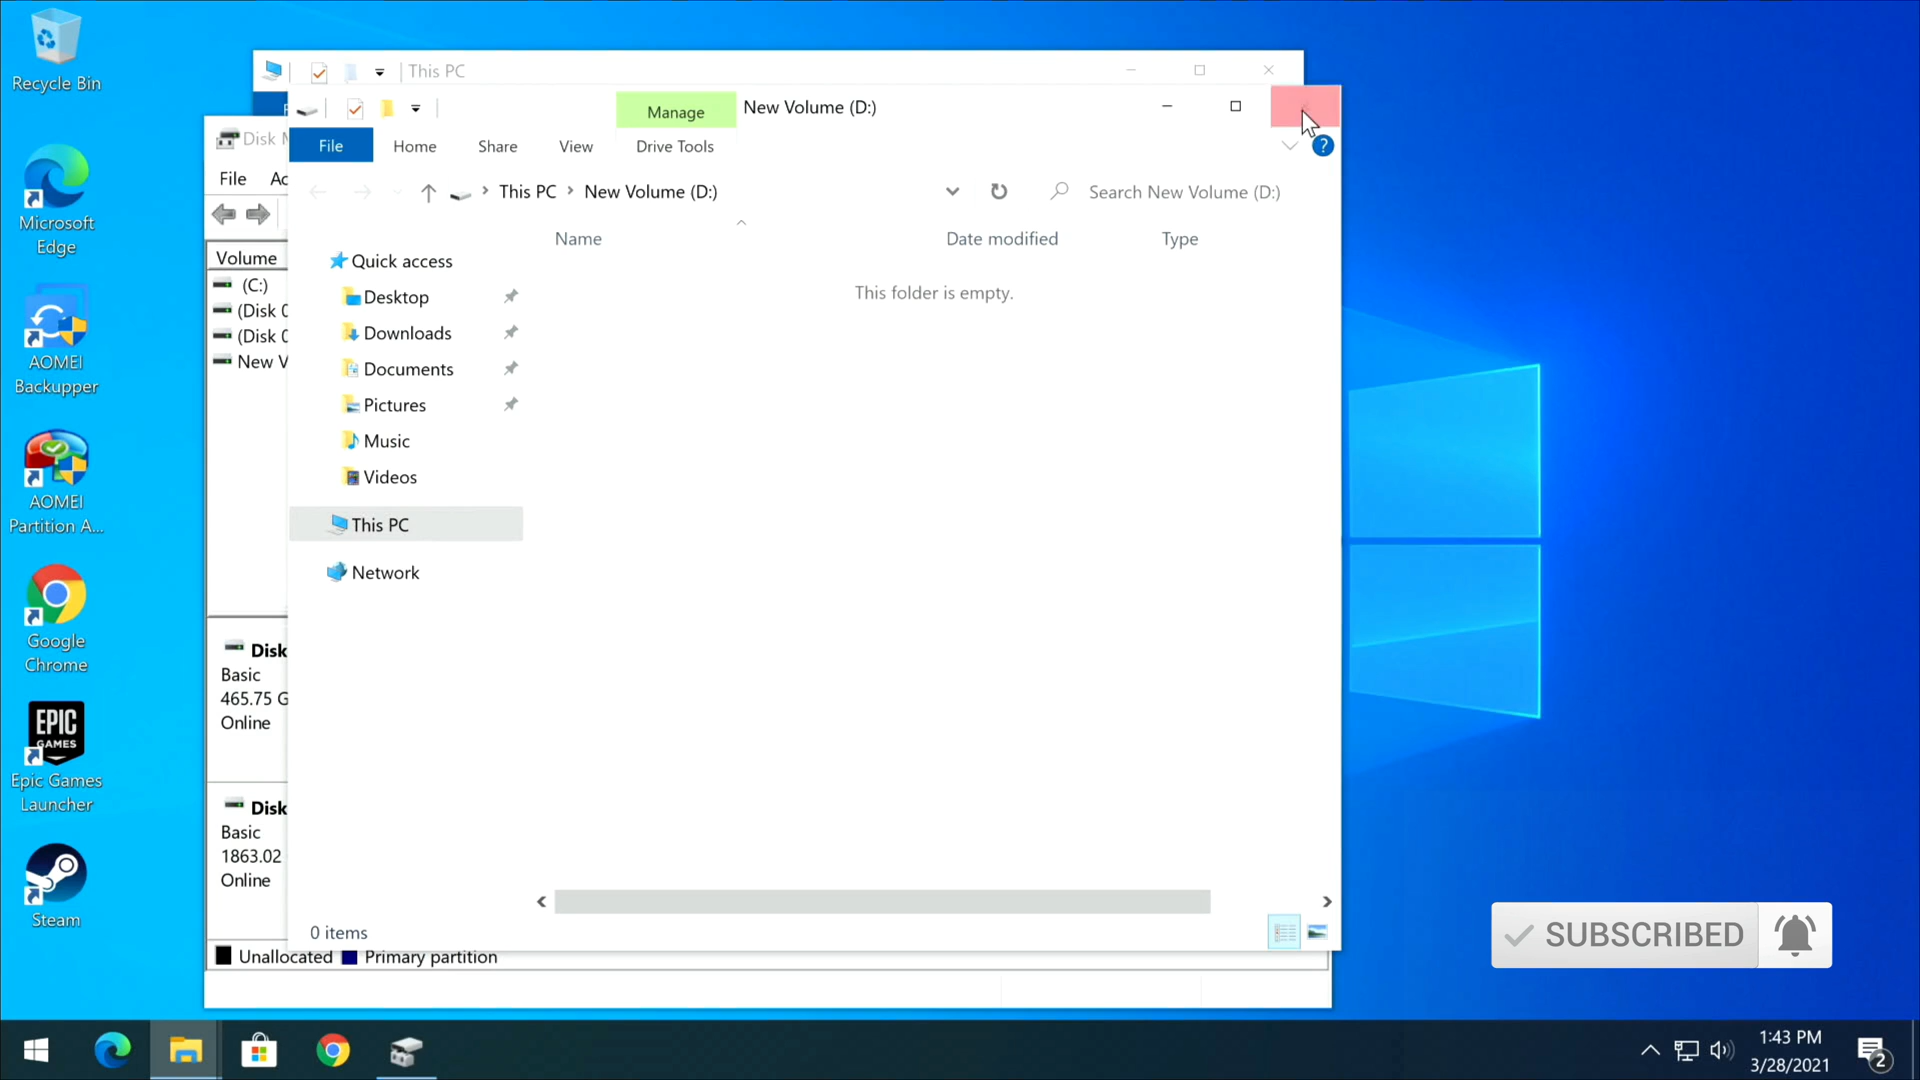 Recycle Bin
Microsoft
Edge
AOMEI
Backupper
AOMEI
Partition A...
Google
Chrome
EPIC
GAMES
Epic Games
Launcher
Steam
This PC
Disk M
File
Ac
Volume
(C:)
(Disk 0
(Disk 0
New V
Disk
Basic
465.75 G
Online
Disk
Basic
1863.02
Online
Unallocated
Primary partition
Manage
New Volume (D:)
File
Home
Share
View
Drive Tools
?
This PC
New Volume (D:)
Search New Volume (D:)
Name
Date modified
Type
This folder is empty.
Quick access
Desktop
Downloads
Documents
Pictures
Music
Videos
This PC
Network
0 items
SUBSCRIBED
1:43 PM
3/28/2021
2